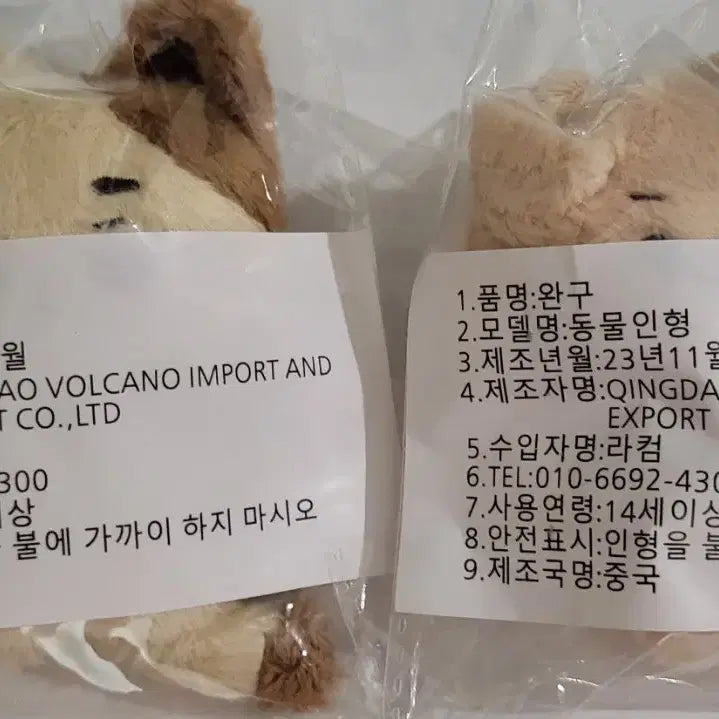 월
AO VOLCANO IMPORT AND
T CO.,LTD
300
이상
불에 가까이 하지 마시오
1.품명:완구
2.모델명:동물인형
3.제조년월:23년11월
4.제조자명:QINGDA
EXPORT
5.수입자명:라컴
6.TEL:010-6692-430
7.사용연령:14세이상
8.안전표시:인형을 불
9.제조국명:중국